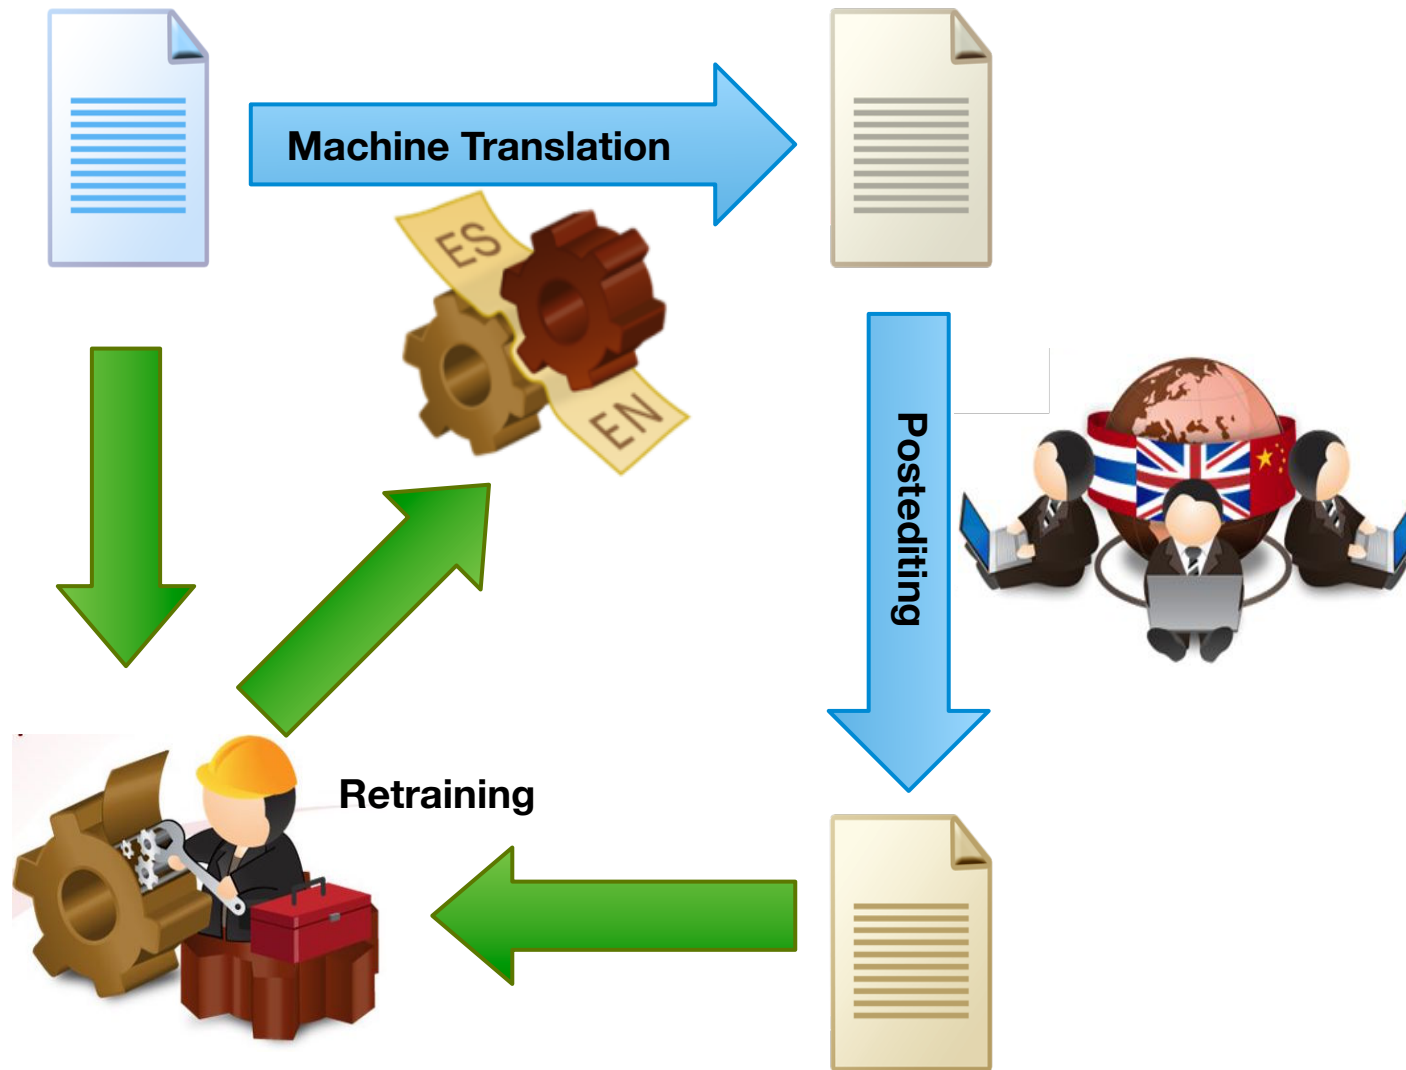 Machine Translation
ES
EN
Postediting
Retraining